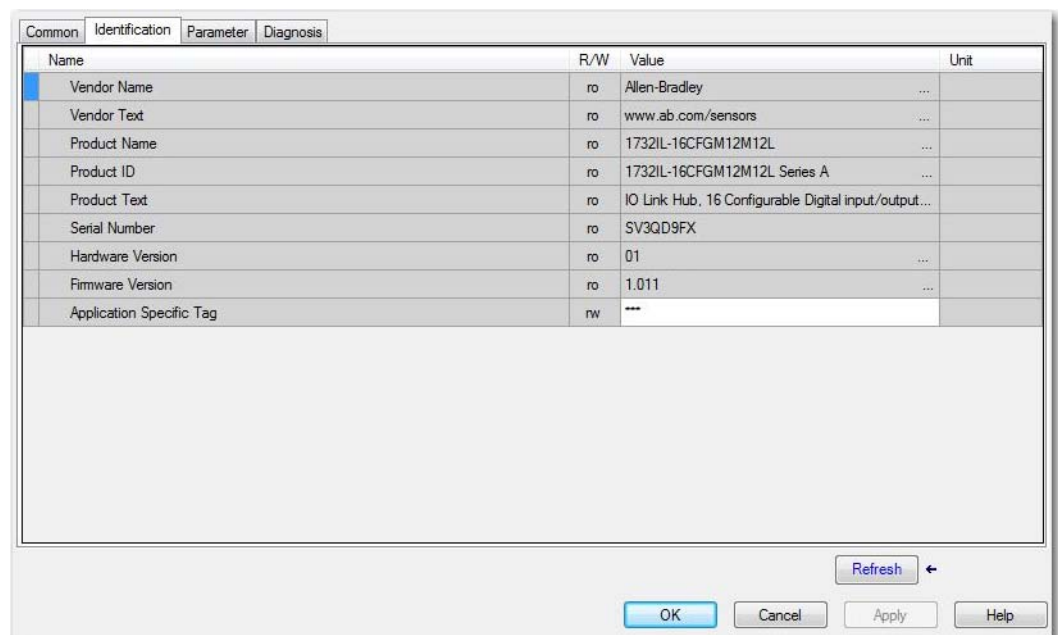 Common Identification Parameter Diagnosis
Name R/W Value Unit
Vendor Name ro Allen-Bradley ...
Vendor Text ro www.ab.com/sensors ...
Product Name ro 1732IL-16CFGM12M12L ...
Product ID ro 1732IL-16CFGM12M12L Series A ...
Product Text ro IO Link Hub, 16 Configurable Digital input/output...
Serial Number ro SV3QD9FX
Hardware Version ro 01 ...
Firmware Version ro 1.011 ...
Application Specific Tag rw ***
Refresh ←
OK Cancel Apply Help